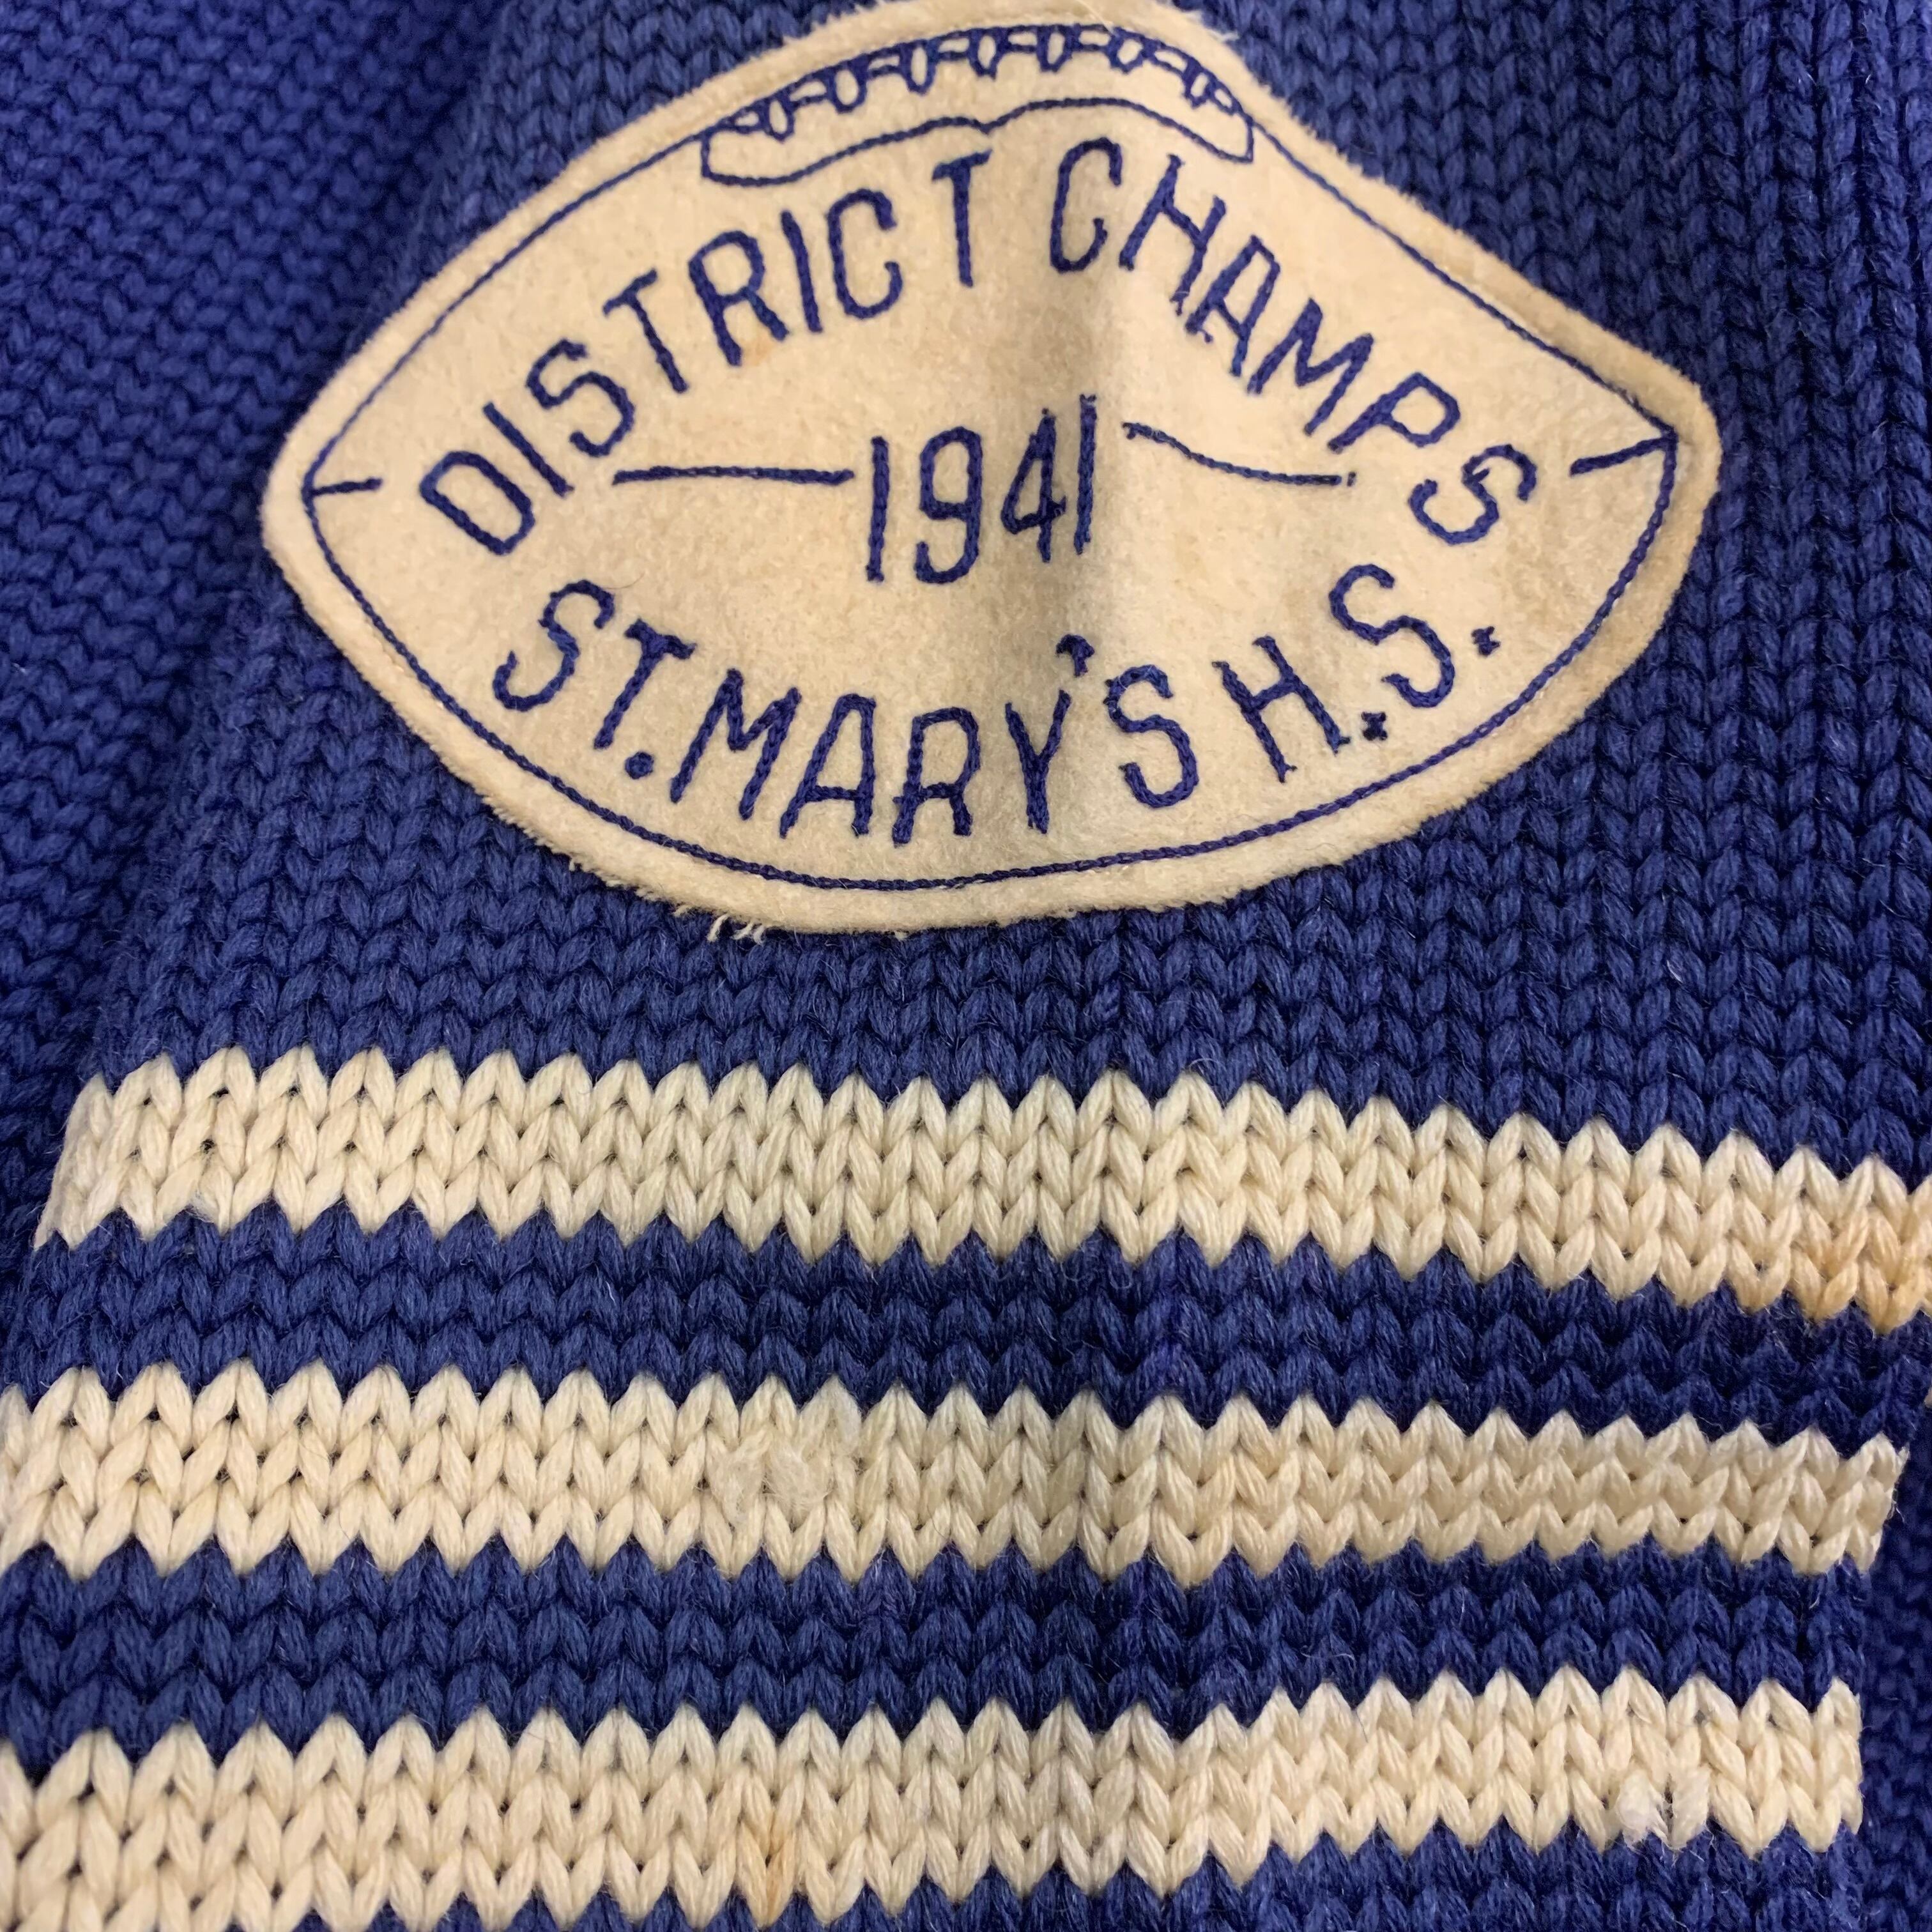 DISTRICT CHAMPS
1941
ST. MARY'S H.S.